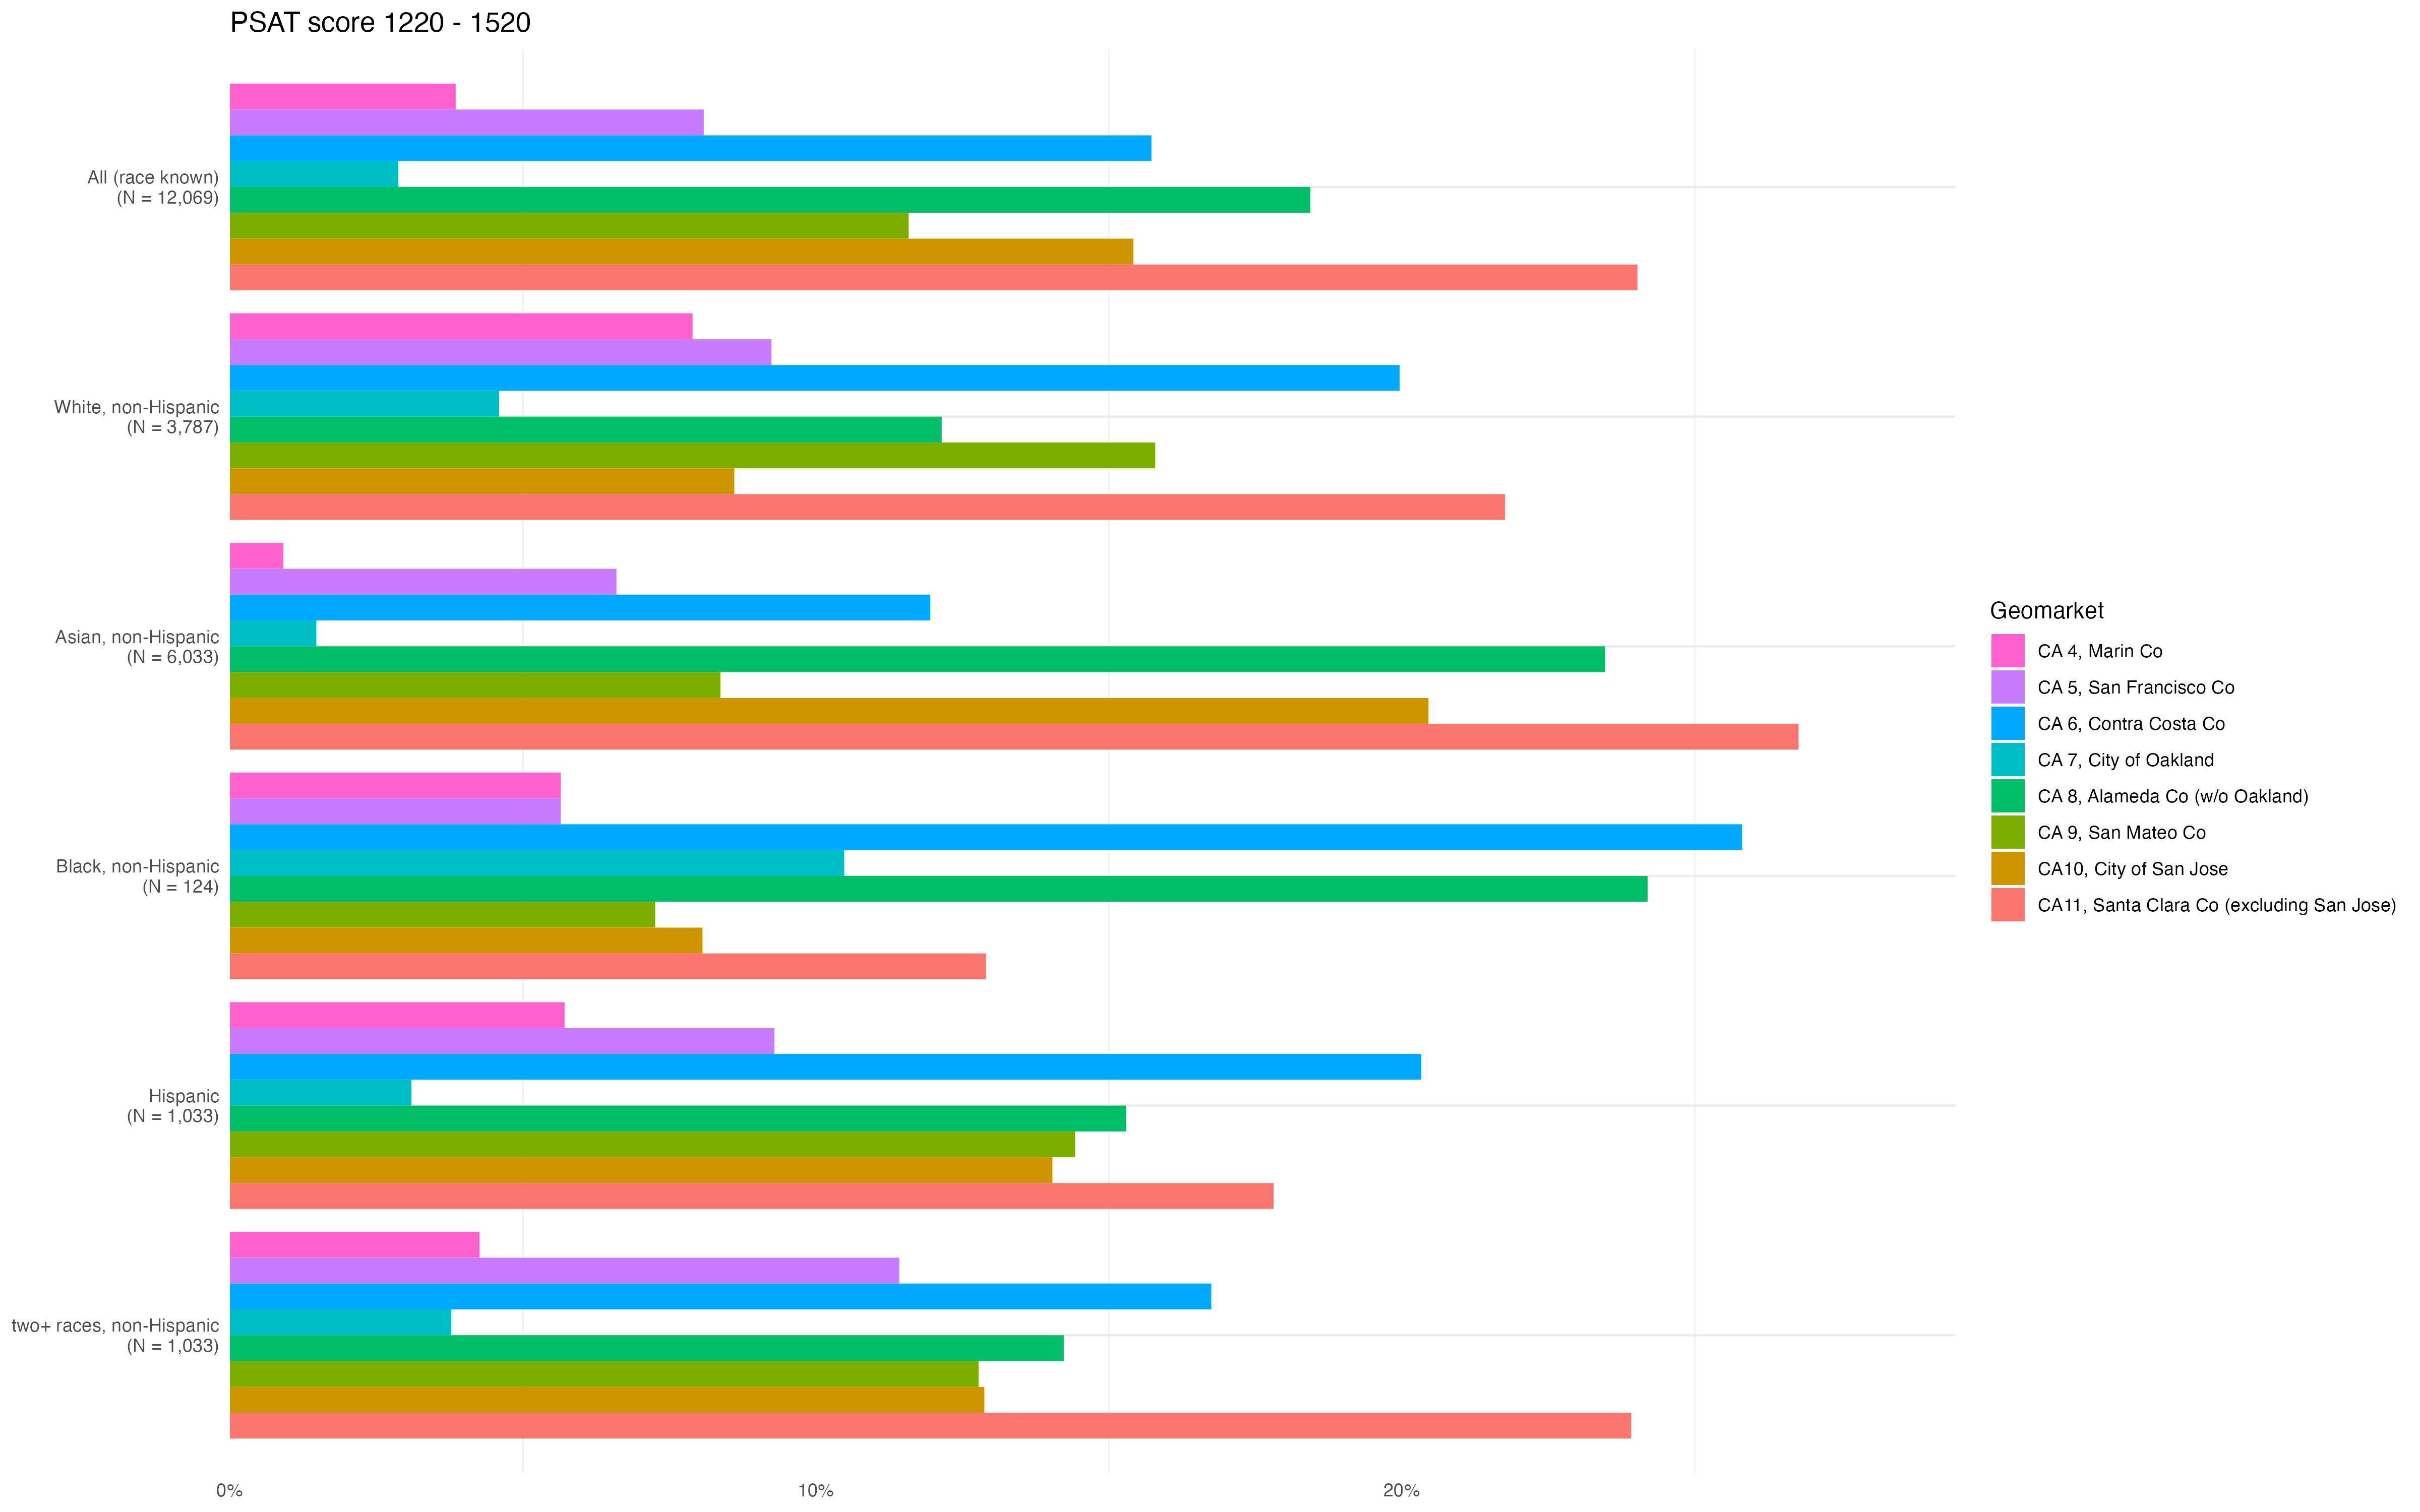 PSAT score 1220 - 1520
All (race known)
(N = 12,069)
White, non-Hispanic
(N = 3,787)
Asian, non-Hispanic
(N = 6,033)
Black, non-Hispanic
(N = 124)
Hispanic
(N = 1,033)
two+ races, non-Hispanic
(N = 1,033)
0%
10%
20%
Geomarket
CA 4, Marin Co
CA 5, San Francisco Co
CA 6, Contra Costa Co
CA 7, City of Oakland
CA 8, Alameda Co (w/o Oakland)
CA 9, San Mateo Co
CA10, City of San Jose
CA11, Santa Clara Co (excluding San Jose)